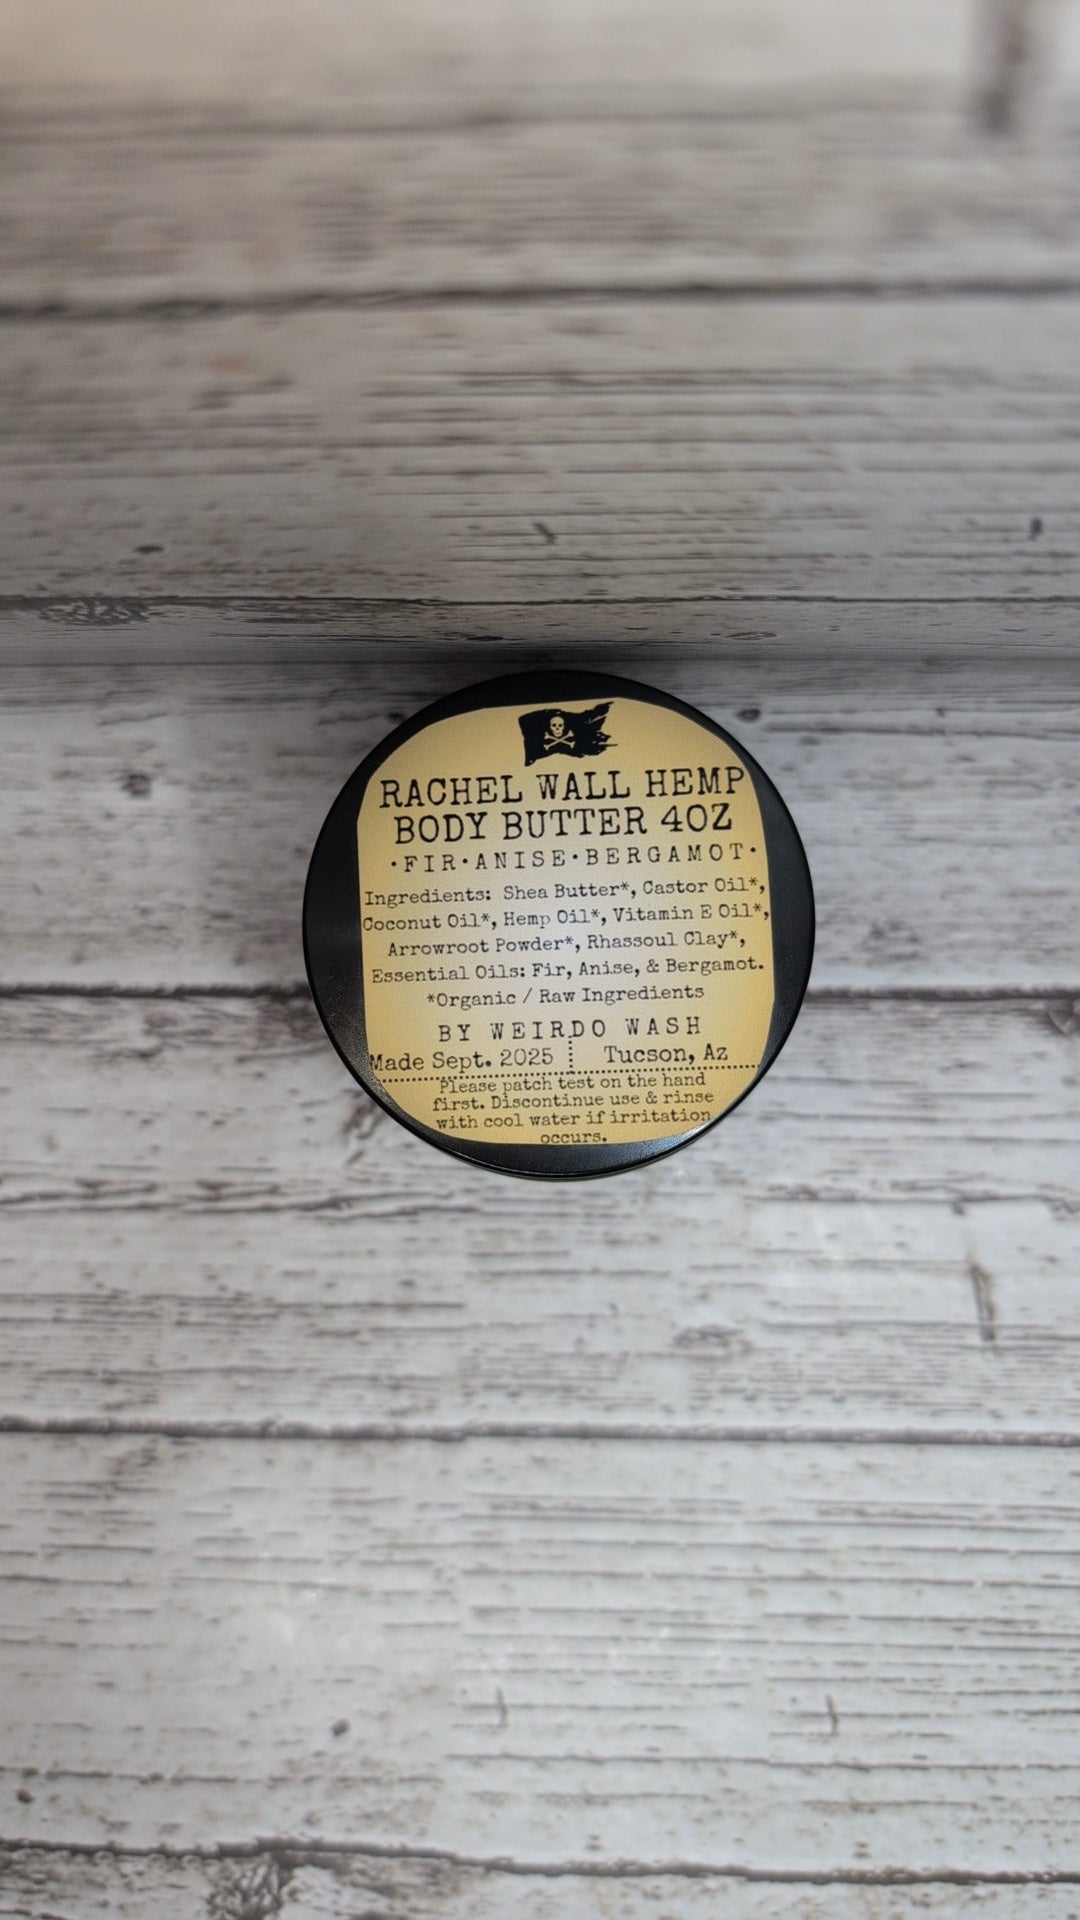 RACHEL WALL HEMP
BODY BUTTER 4OZ
·FIR·ANISE·BERGAMOT·
Ingredients: Shea Butter*, Castor Oil*,
Coconut Oil*, Hemp Oil*, Vitamin E Oil*,
Arrowroot Powder*, Rhassoul Clay*,
Essential Oils: Fir, Anise, & Bergamot.
*Organic / Raw Ingredients
BY WEIRDO WASH
Made Sept. 2025 Tucson, Az
Please patch test on the hand
first. Discontinue use & rinse
with cool water if irritation
occurs.